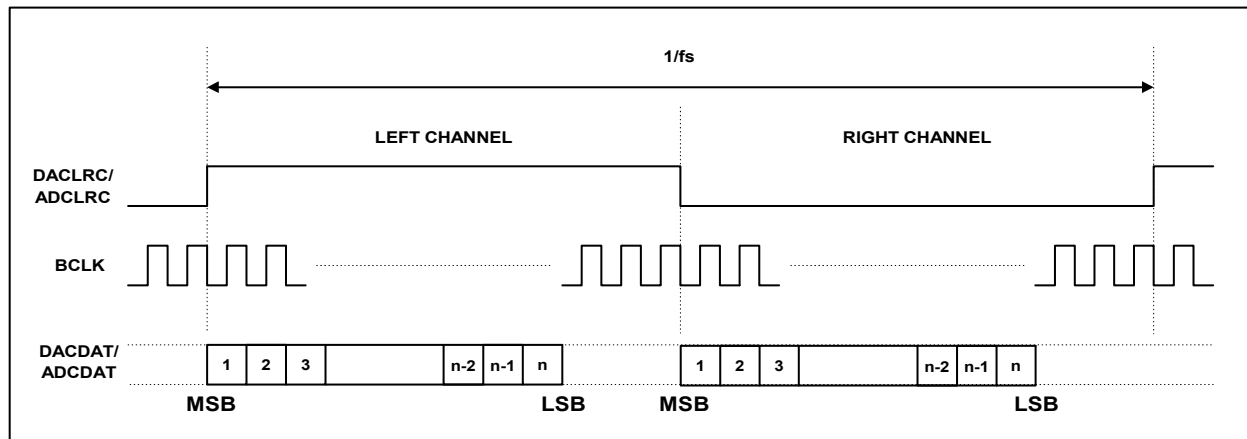 1/fs
LEFT CHANNEL
RIGHT CHANNEL
DACLRC/
ADCLRC
BCLK
DACDAT/
ADCDAT
1 2 3 n-2 n-1 n 1 2 3 n-2 n-1 n
MSB LSB MSB LSB